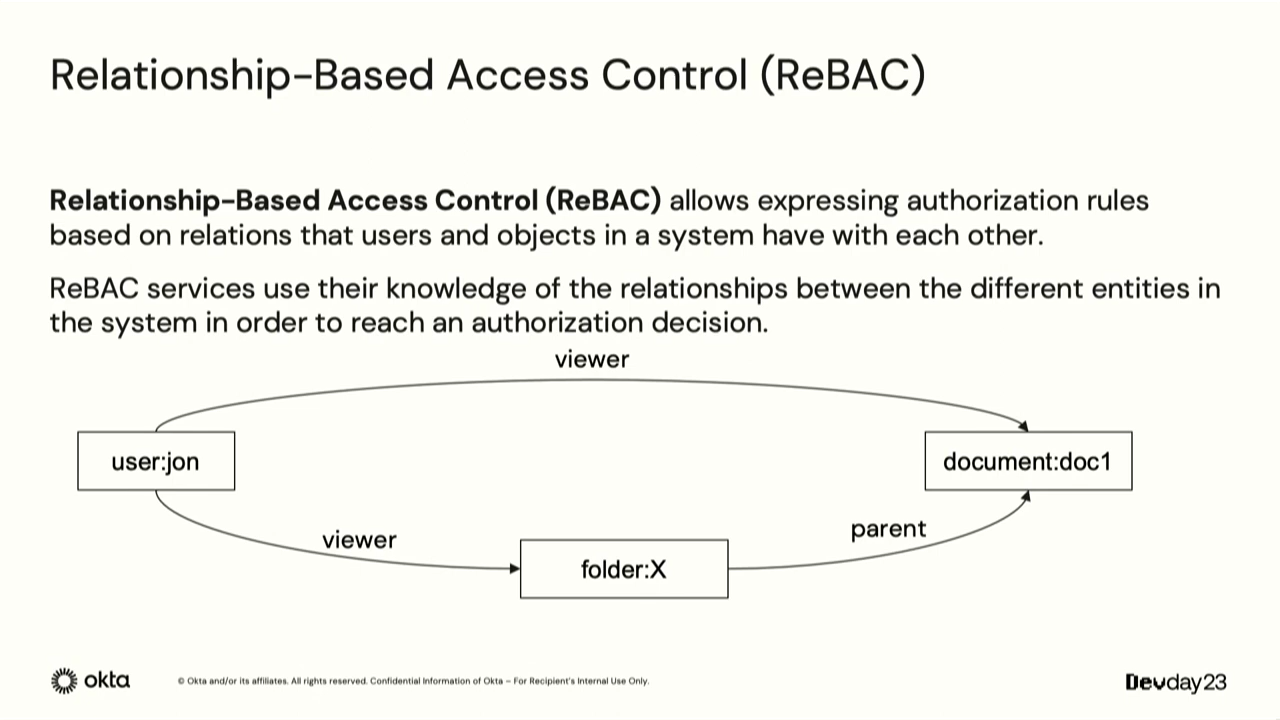 Relationship-Based Access Control (ReBAC)
Relationship-Based Access Control (ReBAC) allows expressing authorization rules
based on relations that users and objects in a system have with each other.
ReBAC services use their knowledge of the relationships between the different entities in
the system in order to reach an authorization decision.
viewer
user:jon
document:doc1
viewer
parent
folder:X
okta
© Okta and/or its affiliates. All rights reserved. Confidential Information of Okta – For Recipient's Internal Use Only.
Devday23